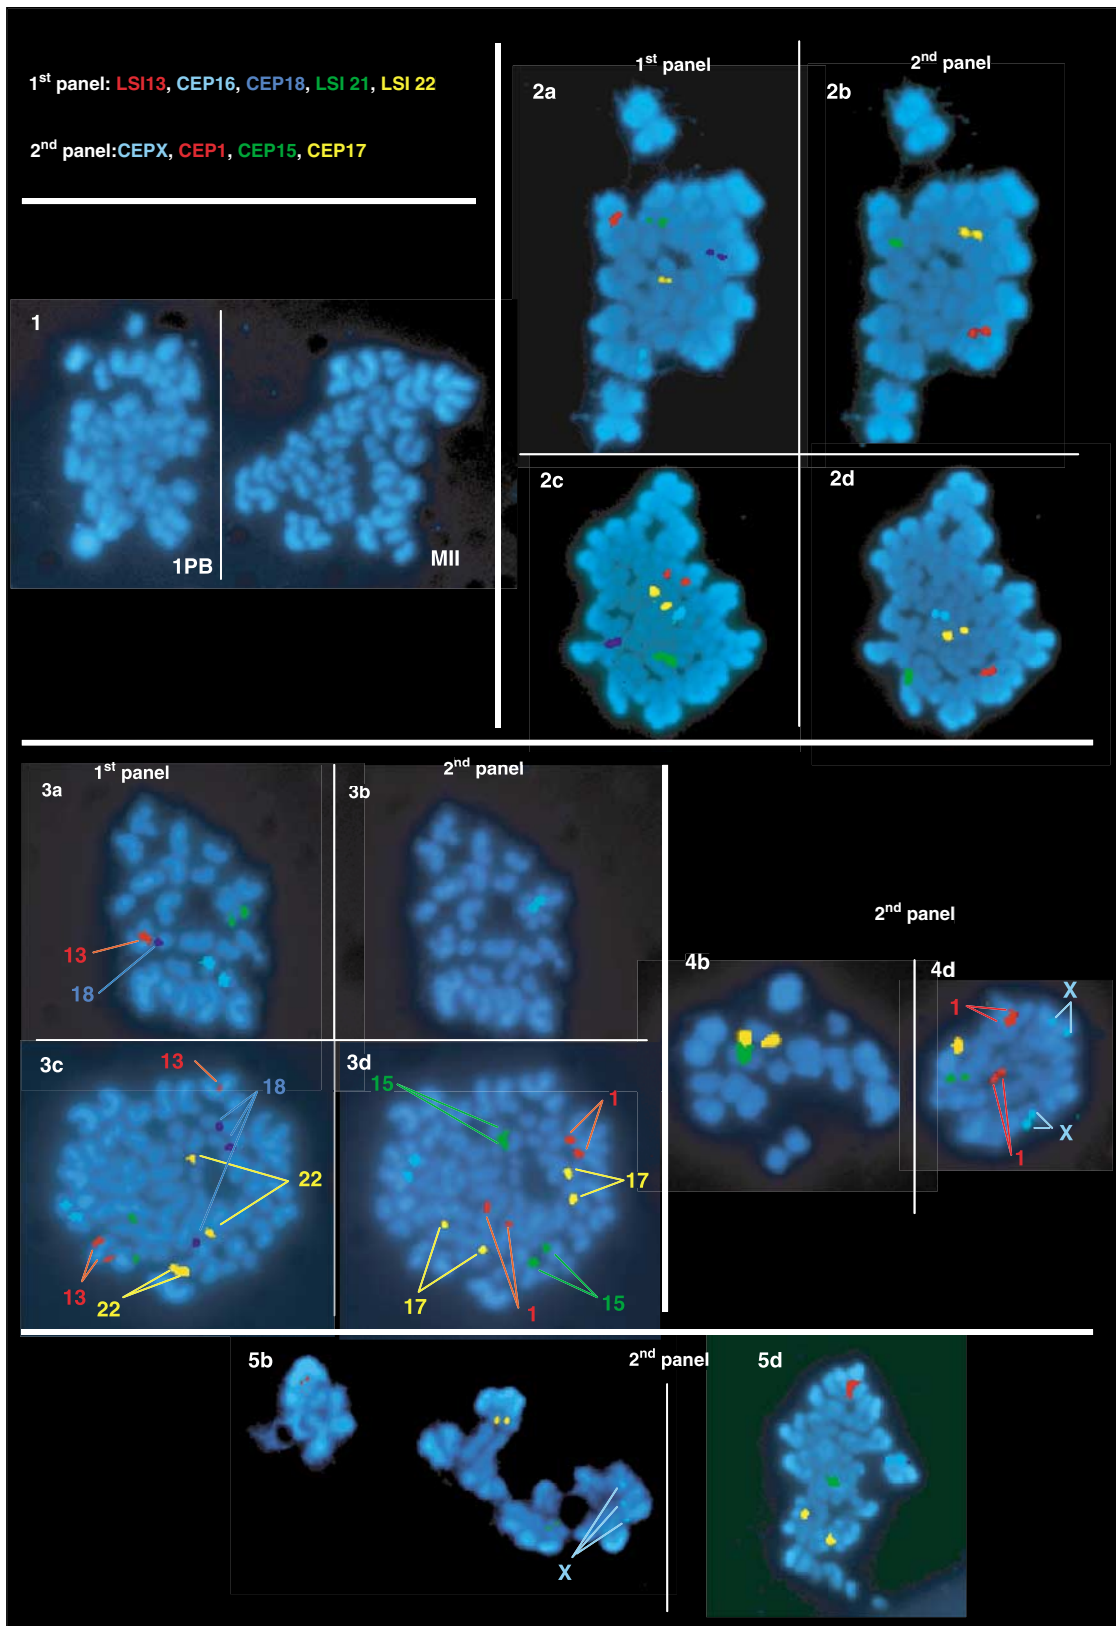 1st panel: LSI13, CEP16, CEP18, LSI 21, LSI 22
2nd panel:CEPX, CEP1, CEP15, CEP17
1st panel
2nd panel
2a
2b
1
1PB
MII
2c
2d
1st panel
2nd panel
3a
3b
13
18
2nd panel
4b
4d
1
X
X
1
3c
3d
13
18
22
13
22
15
1
17
17
1
15
5b
2nd panel
5d
X